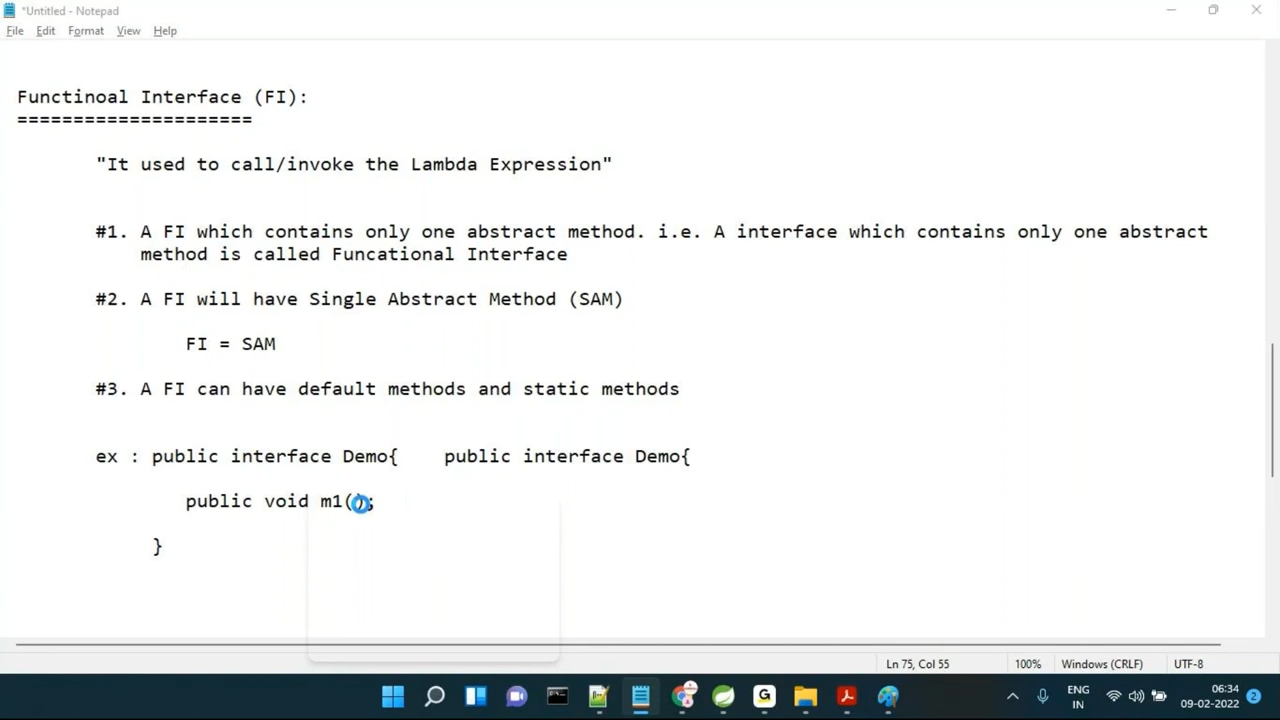 *Untitled - Notepad
File Edit Format View Help
Functinoal Interface (FI):
=====================
"It used to call/invoke the Lambda Expression"
#1. A FI which contains only one abstract method. i.e. A interface which contains only one abstract
method is called Funcational Interface
#2. A FI will have Single Abstract Method (SAM)
FI = SAM
#3. A FI can have default methods and static methods
ex : public interface Demo{ public interface Demo{
public void m1();
}
Ln 75, Col 55 100% Windows (CRLF) UTF-8
ENG
IN
06:34
09-02-2022
2